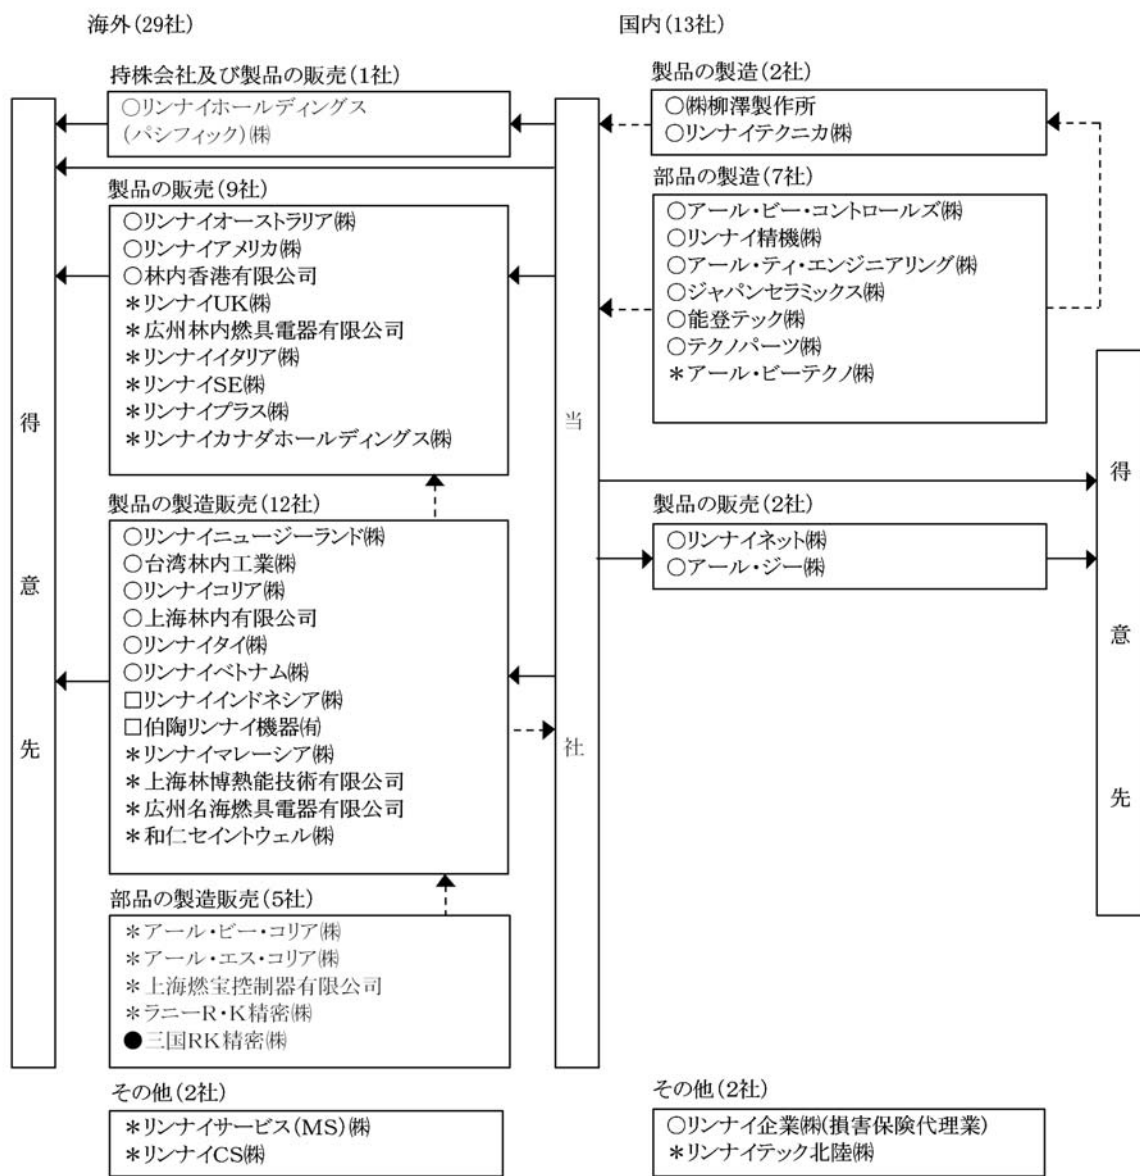 海外(29社)
持株会社及び製品の販売(1社)
○リンナイホールディングス
(パシフィック)㈱
製品の販売(9社)
○リンナイオーストラリア㈱
○リンナイアメリカ㈱
○林内香港有限公司
＊リンナイUK㈱
＊広州林内燃具電器有限公司
＊リンナイイタリア㈱
＊リンナイSE㈱
＊リンナイプラス㈱
＊リンナイカナダホールディングス㈱
製品の製造販売(12社)
○リンナイニュージーランド㈱
○台湾林内工業㈱
○リンナイコリア㈱
○上海林内有限公司
○リンナイタイ㈱
○リンナイベトナム㈱
□リンナイインドネシア㈱
□伯陶リンナイ機器㈲
＊リンナイマレーシア㈱
＊上海林博熱能技術有限公司
＊広州名海燃具電器有限公司
＊和仁セイントウェル㈱
部品の製造販売(5社)
＊アール・ビー・コリア㈱
＊アール・エス・コリア㈱
＊上海燃宝控制器有限公司
＊ラニーR・K精密㈱
●三国RK精密㈱
その他(2社)
＊リンナイサービス(MS)㈱
＊リンナイCS㈱
得意先
当社
国内(13社)
製品の製造(2社)
○㈱柳澤製作所
○リンナイテクニカ㈱
部品の製造(7社)
○アール・ビー・コントロールズ㈱
○リンナイ精機㈱
○アール・ティ・エンジニアリング㈱
○ジャパンセラミックス㈱
○能登テック㈱
○テクノパーツ㈱
＊アール・ビーテクノ㈱
製品の販売(2社)
○リンナイネット㈱
○アール・ジー㈱
その他(2社)
○リンナイ企業㈱(損害保険代理業)
＊リンナイテック北陸㈱
得意先